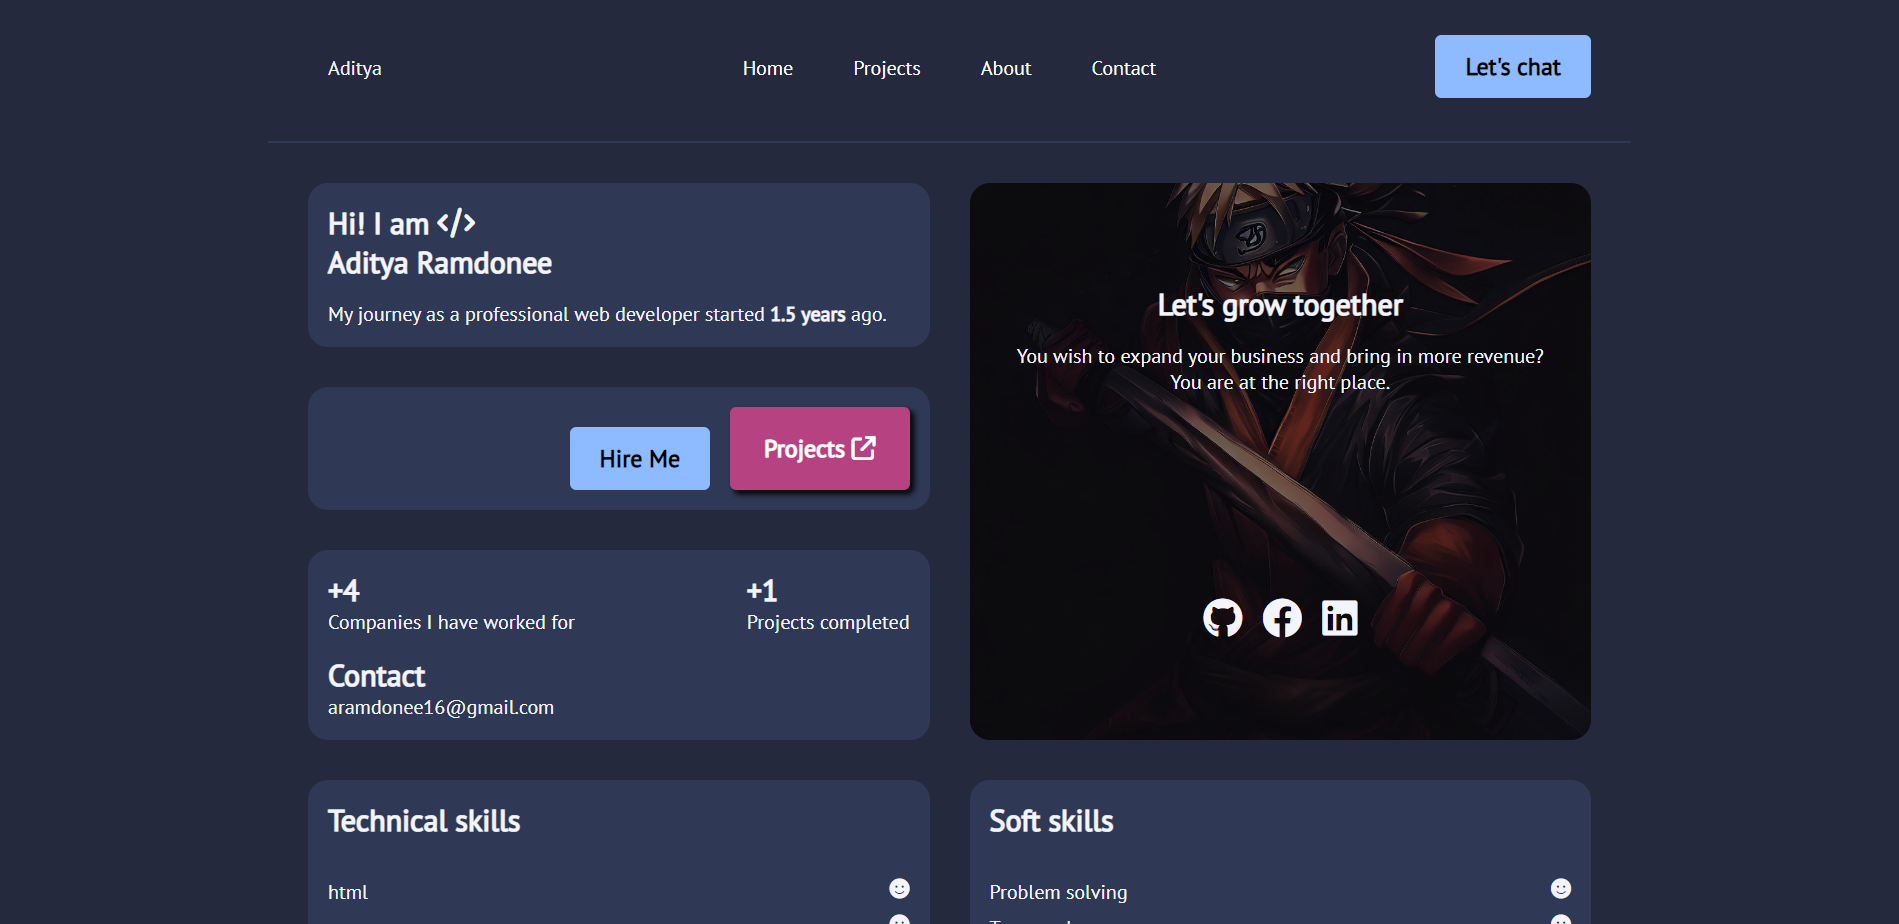 Aditya
Home
Projects
About
Contact
Let's chat
Hi! I am </>
Aditya Ramdonee
My journey as a professional web developer started 1.5 years ago.
Hire Me
Projects
+4
Companies I have worked for
+1
Projects completed
Contact
aramdonee16@gmail.com
Let's grow together
You wish to expand your business and bring in more revenue?
You are at the right place.
Technical skills
html
Soft skills
Problem solving